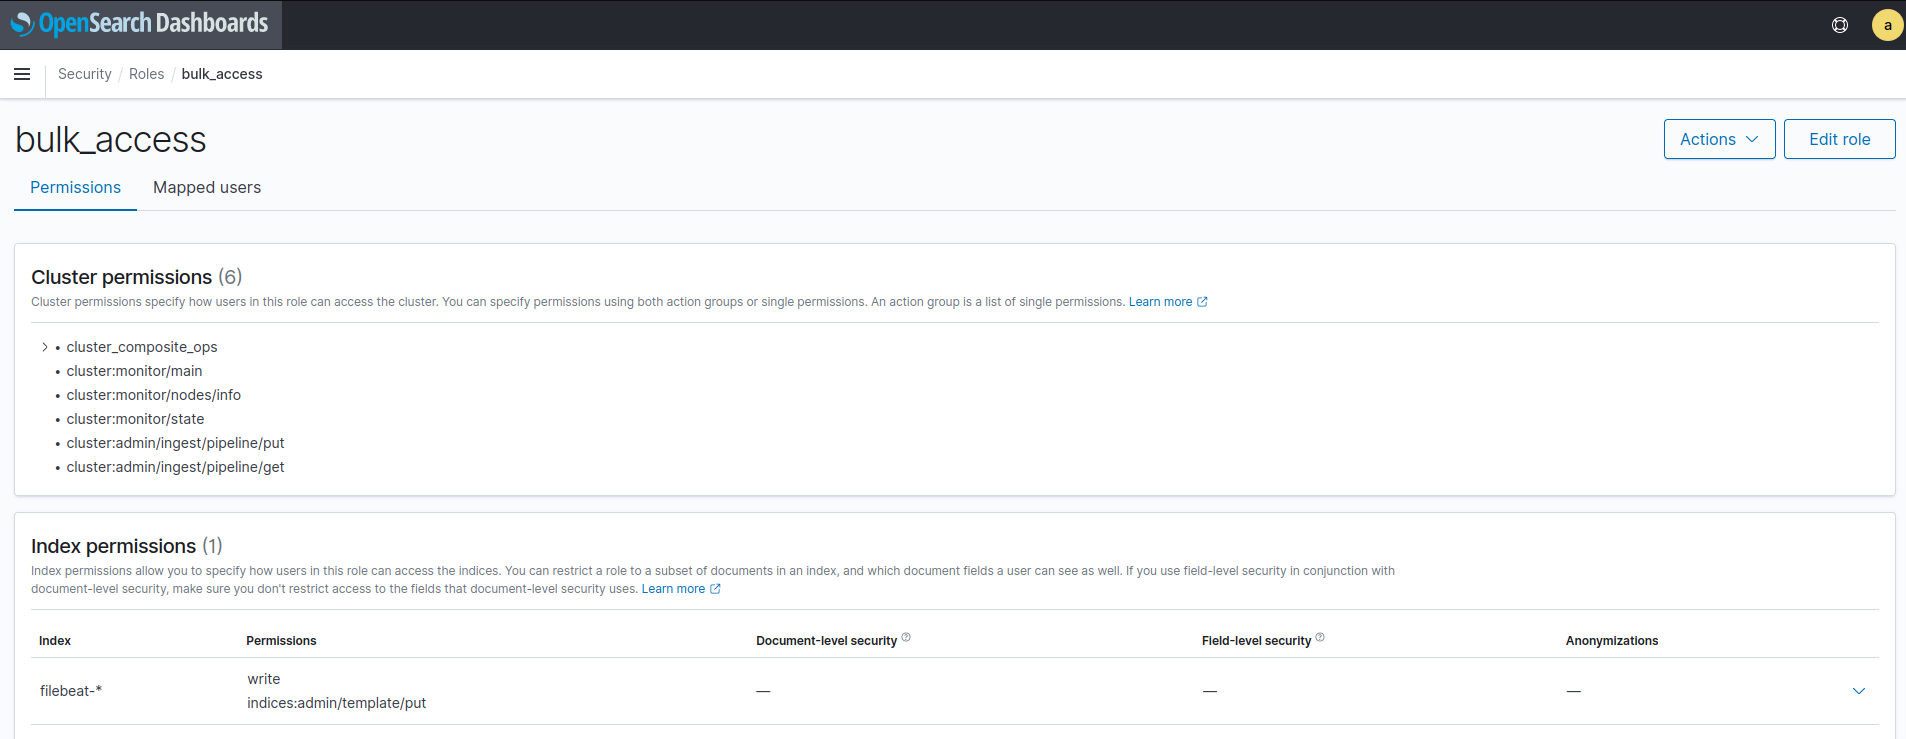 OpenSearch Dashboards
a
Security / Roles / bulk_access
bulk_access
Actions
Edit role
Permissions
Mapped users
Cluster permissions (6)
Cluster permissions specify how users in this role can access the cluster. You can specify permissions using both action groups or single permissions. An action group is a list of single permissions. Learn more
• cluster_composite_ops
• cluster:monitor/main
• cluster:monitor/nodes/info
• cluster:monitor/state
• cluster:admin/ingest/pipeline/put
• cluster:admin/ingest/pipeline/get
Index permissions (1)
Index permissions allow you to specify how users in this role can access the indices. You can restrict a role to a subset of documents in an index, and which document fields a user can see as well. If you use field-level security in conjunction with
document-level security, make sure you don't restrict access to the fields that document-level security uses. Learn more
Index Permissions Document-level security Field-level security Anonymizations
write
filebeat-* — — —
indices:admin/template/put